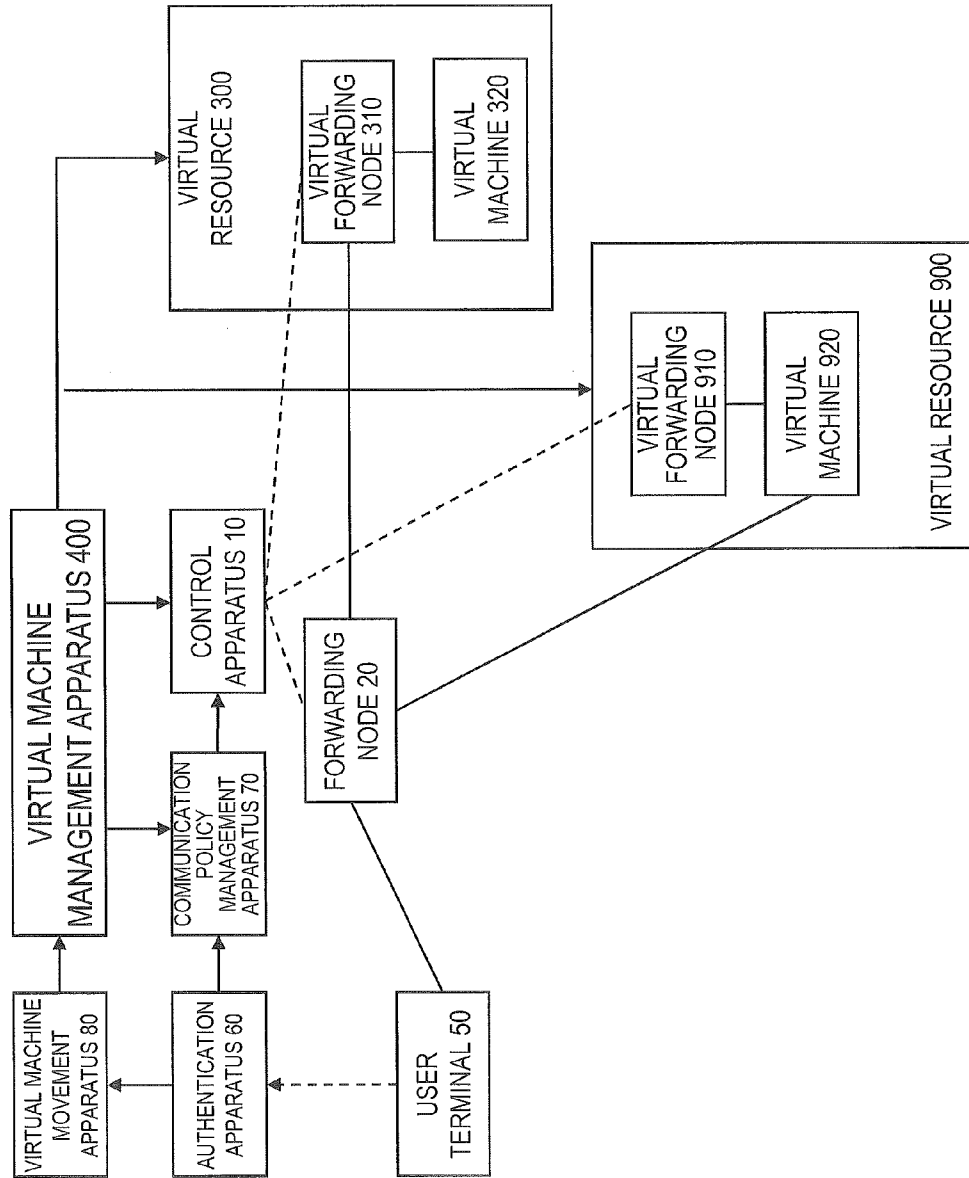 VIRTUAL MACHINE
MOVEMENT
APPARATUS 80
VIRTUAL MACHINE
MANAGEMENT APPARATUS 400
AUTHENTICATION
APPARATUS 60
COMMUNICATION
POLICY
MANAGEMENT
APPARATUS 70
CONTROL
APPARATUS 10
VIRTUAL
RESOURCE 300
VIRTUAL
FORWARDING
NODE 310
VIRTUAL
MACHINE 320
USER
TERMINAL 50
FORWARDING
NODE 20
VIRTUAL
FORWARDING
NODE 910
VIRTUAL
MACHINE 920
VIRTUAL RESOURCE 900